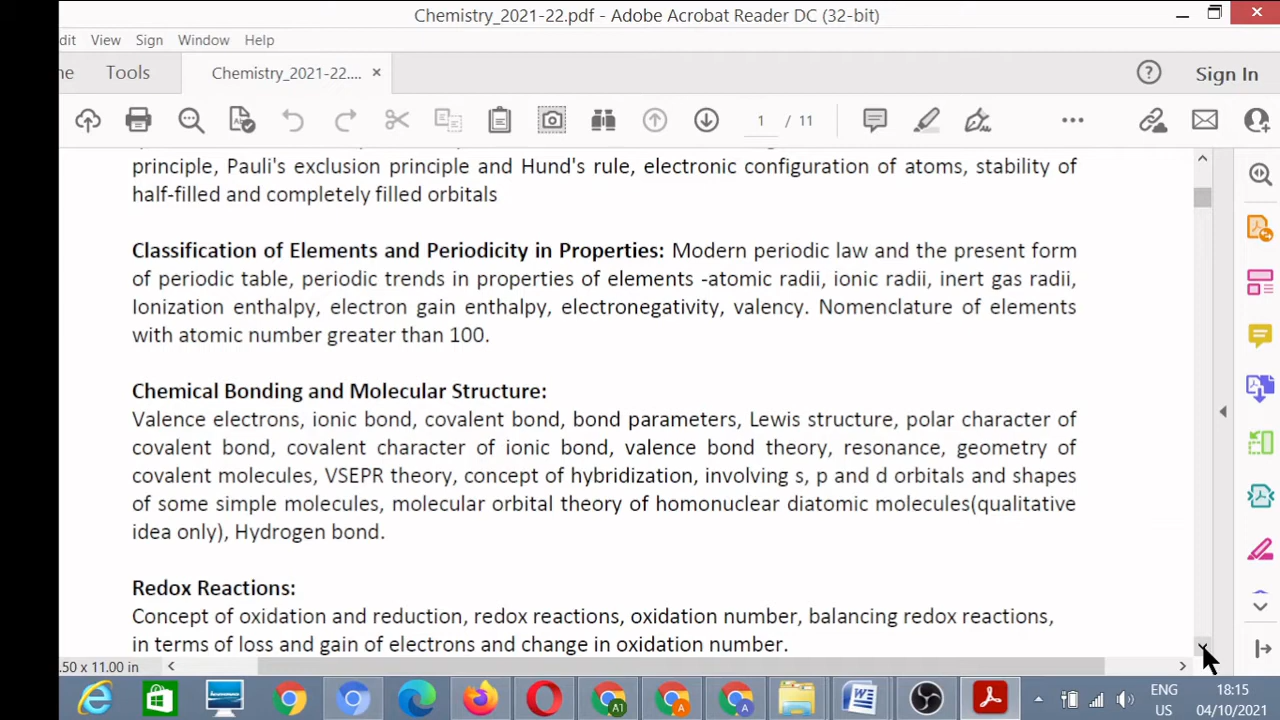 Chemistry_2021-22.pdf - Adobe Acrobat Reader DC (32-bit)
dit View Sign Window Help
me Tools Chemistry_2021-22.... × Sign In
1 / 11
principle, Pauli's exclusion principle and Hund's rule, electronic configuration of atoms, stability of
half-filled and completely filled orbitals
Classification of Elements and Periodicity in Properties: Modern periodic law and the present form
of periodic table, periodic trends in properties of elements -atomic radii, ionic radii, inert gas radii,
Ionization enthalpy, electron gain enthalpy, electronegativity, valency. Nomenclature of elements
with atomic number greater than 100.
Chemical Bonding and Molecular Structure:
Valence electrons, ionic bond, covalent bond, bond parameters, Lewis structure, polar character of
covalent bond, covalent character of ionic bond, valence bond theory, resonance, geometry of
covalent molecules, VSEPR theory, concept of hybridization, involving s, p and d orbitals and shapes
of some simple molecules, molecular orbital theory of homonuclear diatomic molecules(qualitative
idea only), Hydrogen bond.
Redox Reactions:
Concept of oxidation and reduction, redox reactions, oxidation number, balancing redox reactions,
in terms of loss and gain of electrons and change in oxidation number.
.50 x 11.00 in
ENG 18:15
US 04/10/2021